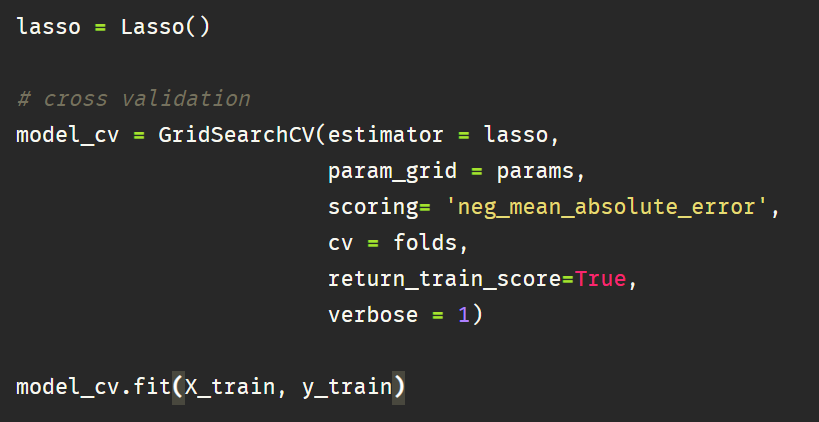 lasso = Lasso()
# cross validation
model_cv = GridSearchCV(estimator = lasso,
param_grid = params,
scoring= 'neg_mean_absolute_error',
cv = folds,
return_train_score=True,
verbose = 1)
model_cv.fit(X_train, y_train)